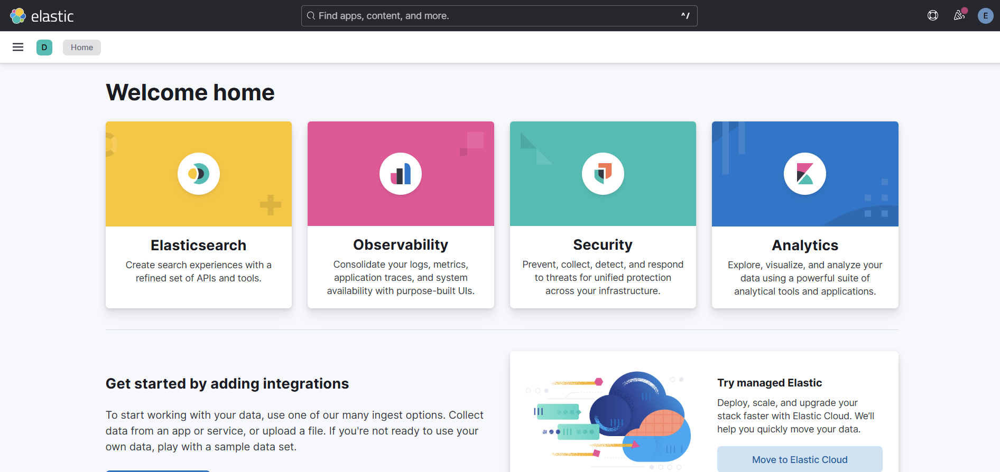 elastic
Find apps, content, and more.
^/
E
D
Home
Welcome home
Elasticsearch
Create search experiences with a
refined set of APIs and tools.
Observability
Consolidate your logs, metrics,
application traces, and system
availability with purpose-built UIs.
Security
Prevent, collect, detect, and respond
to threats for unified protection
across your infrastructure.
Analytics
Explore, visualize, and analyze your
data using a powerful suite of
analytical tools and applications.
Get started by adding integrations
To start working with your data, use one of our many ingest options. Collect
data from an app or service, or upload a file. If you're not ready to use your
own data, play with a sample data set.
Try managed Elastic
Deploy, scale, and upgrade your
stack faster with Elastic Cloud. We’ll
help you quickly move your data.
Move to Elastic Cloud